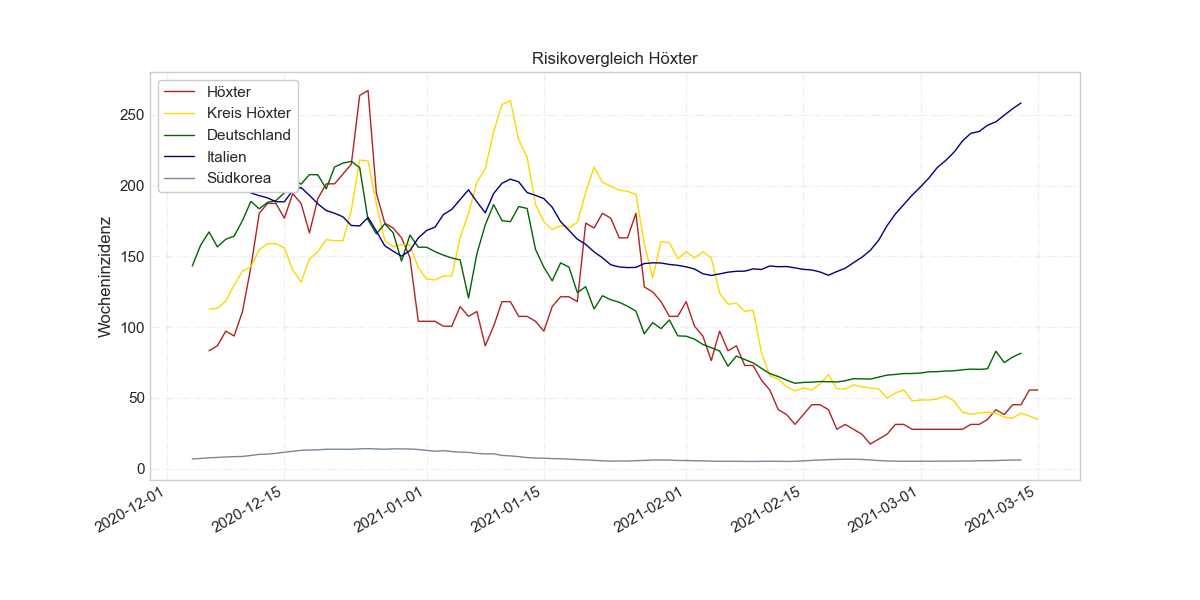 Risikovergleich Höxter
Höxter
Kreis Höxter
Deutschland
Italien
Südkorea
Wocheninzidenz
250
200
150
100
50
0
2020-12-01
2020-12-15
2021-01-01
2021-01-15
2021-02-01
2021-02-15
2021-03-01
2021-03-15